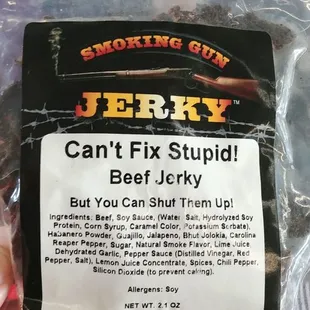 SMOKING GUN
JERKY™
Can't Fix Stupid!
Beef Jerky
But You Can Shut Them Up!
Ingredients: Beef, Soy Sauce, (Water, Salt, Hydrolyzed Soy
Protein, Corn Syrup, Caramel Color, Potassium Sorbate),
Habanero Powder, Guajillo, Jalapeno, Bhut Jolokia, Carolina
Reaper Pepper, Sugar, Natural Smoke Flavor, Lime Juice,
Dehydrated Garlic, Pepper Sauce (Distilled Vinegar, Red
Pepper, Salt), Lemon Juice Concentrate, Spices, Chili Pepper,
Silicon Dioxide (to prevent caking).
Allergens: Soy
NET WT. 2.1 OZ